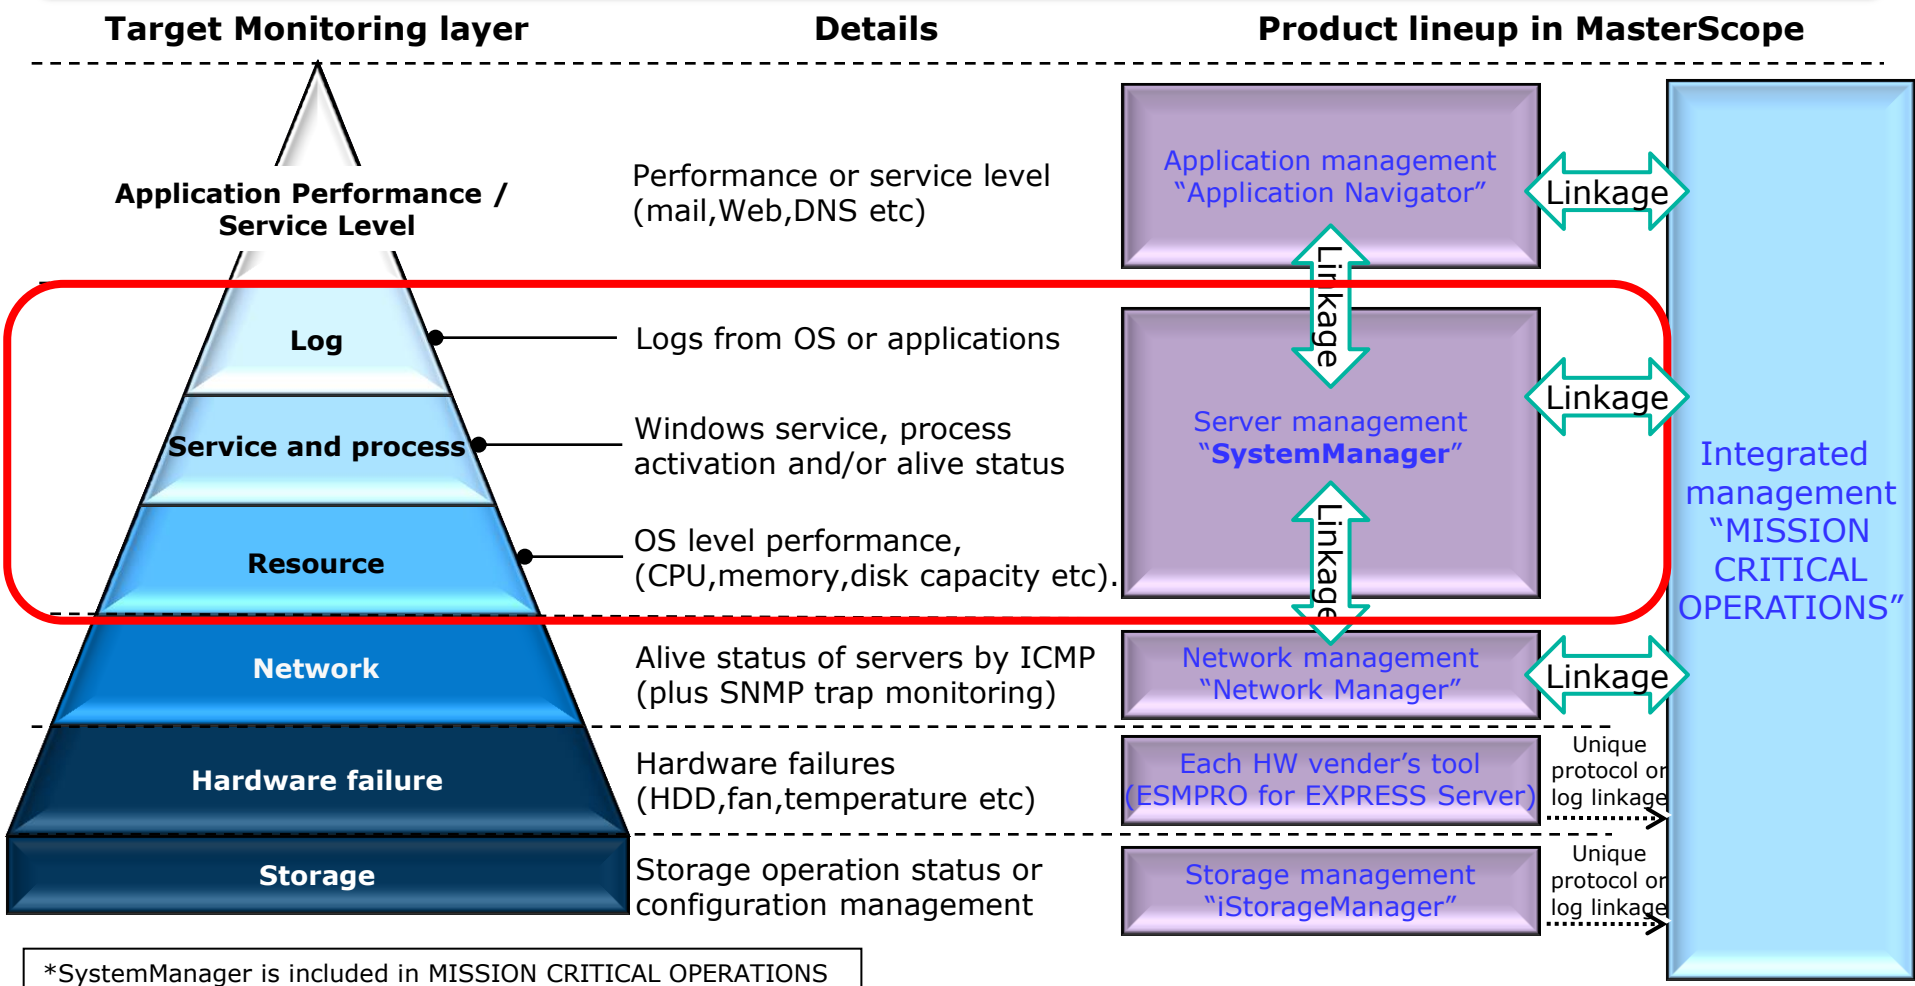 Target Monitoring layer
Details
Product lineup in MasterScope
Application Performance /
Service Level
Performance or service level
(mail,Web,DNS etc)
Application management
“Application Navigator”
Linkage
Linkage
Log
Logs from OS or applications
Service and process
Windows service, process
activation and/or alive status
Server management
“SystemManager”
Linkage
Linkage
Resource
OS level performance,
(CPU,memory,disk capacity etc).
Integrated
management
“MISSION
CRITICAL
OPERATIONS”
Network
Alive status of servers by ICMP
(plus SNMP trap monitoring)
Network management
“Network Manager”
Linkage
Hardware failure
Hardware failures
(HDD,fan,temperature etc)
Each HW vender’s tool
(ESMPRO for EXPRESS Server)
Unique
protocol or
log linkage
Storage
Storage operation status or
configuration management
Storage management
“iStorageManager”
Unique
protocol or
log linkage
*SystemManager is included in MISSION CRITICAL OPERATIONS